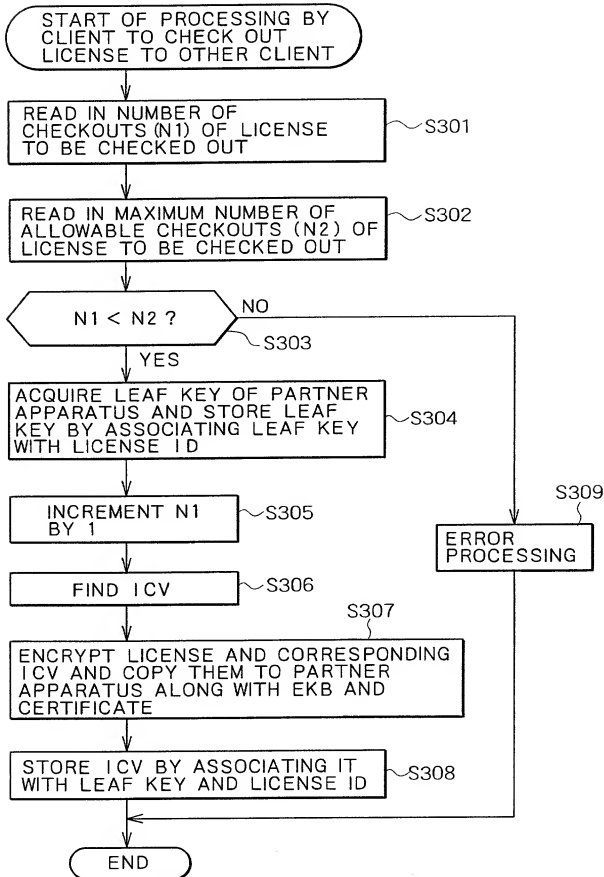 START OF PROCESSING BY
CLIENT TO CHECK OUT
LICENSE TO OTHER CLIENT
READ IN NUMBER OF
CHECKOUTS (N1) OF LICENSE
TO BE CHECKED OUT
S301
READ IN MAXIMUM NUMBER OF
ALLOWABLE CHECKOUTS (N2) OF
LICENSE TO BE CHECKED OUT
S302
N1 < N2 ?
NO
S303
YES
ACQUIRE LEAF KEY OF PARTNER
APPARATUS AND STORE LEAF
KEY BY ASSOCIATING LEAF KEY
WITH LICENSE ID
S304
INCREMENT N1
BY 1
S305
S309
ERROR
PROCESSING
FIND ICV
S306
S307
ENCRYPT LICENSE AND CORRESPONDING
ICV AND COPY THEM TO PARTNER
APPARATUS ALONG WITH EKB AND
CERTIFICATE
STORE ICV BY ASSOCIATING IT
WITH LEAF KEY AND LICENSE ID
S308
END